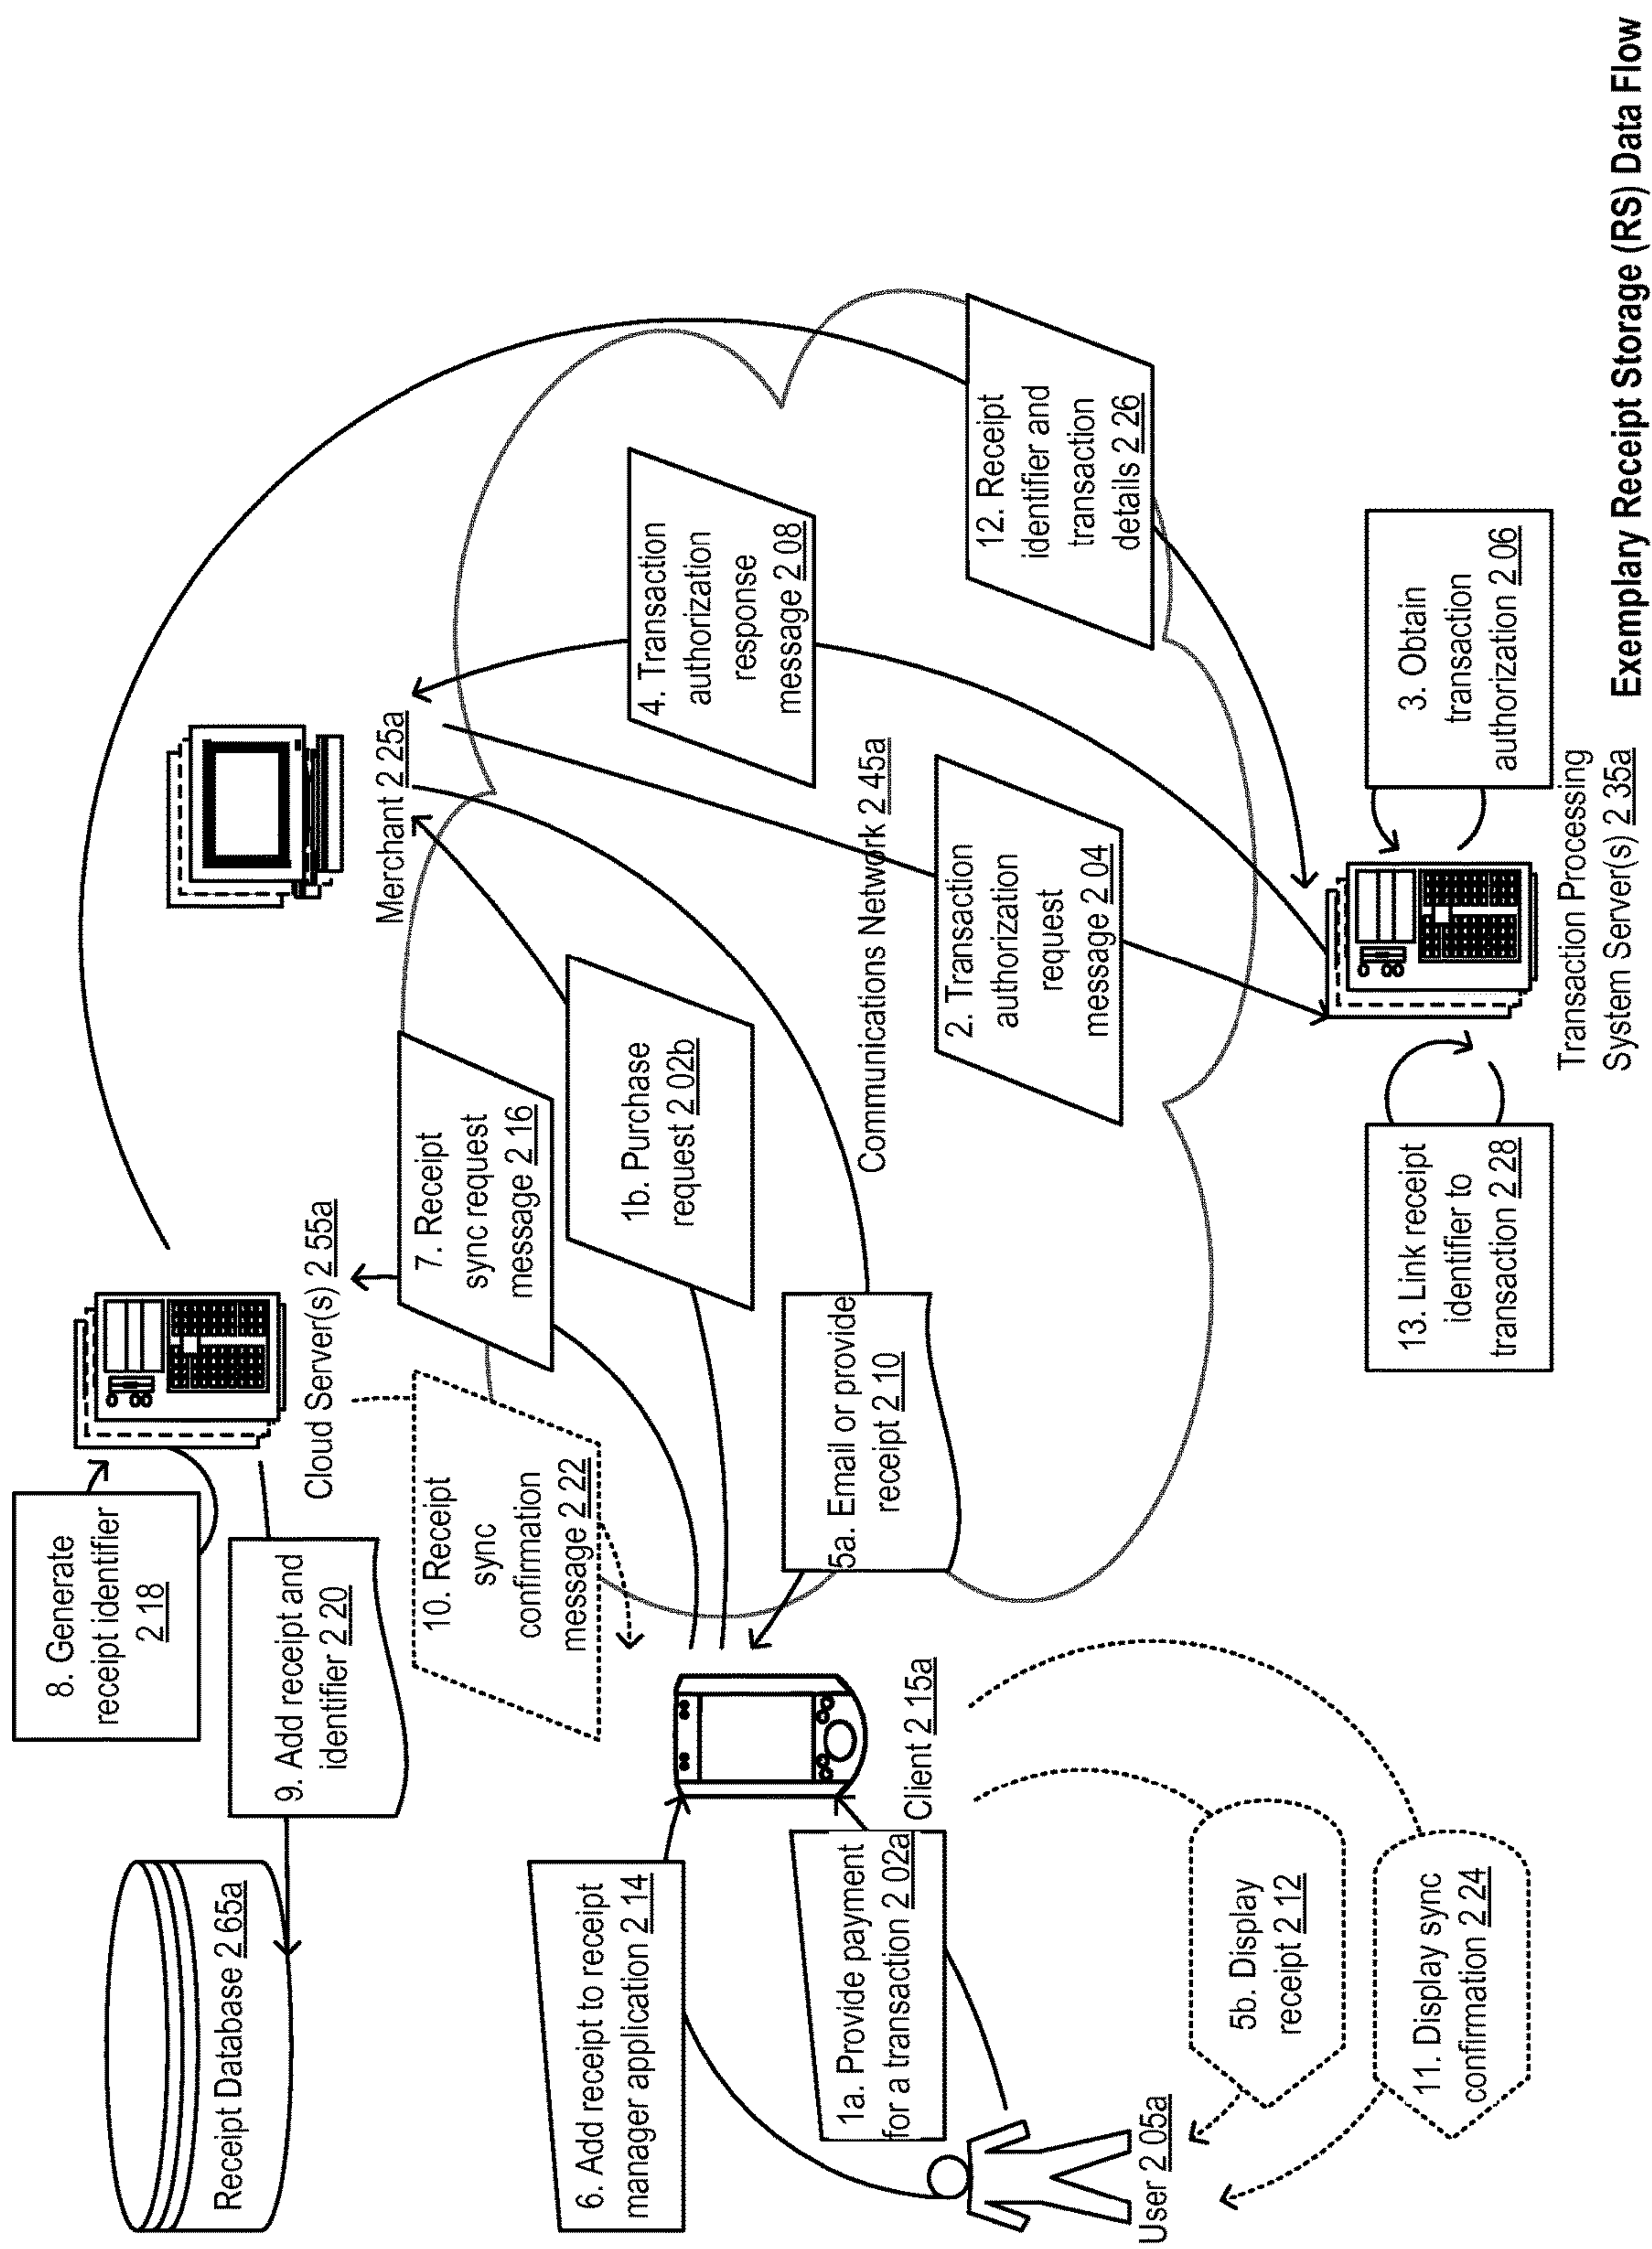 8. Generate
receipt identifier
2 18
9. Add receipt and
identifier 2 20
Receipt Database 2 65a
Cloud Server(s) 2 55a
Merchant 2 25a
7. Receipt
sync request
message 2 16
10. Receipt
sync
confirmation
message 2 22
1b. Purchase
request 2 02b
6. Add receipt to receipt
manager application 2 14
4. Transaction
authorization
response
message 2 08
5a. Email or provide
receipt 2 10
Communications Network 2 45a
1a. Provide payment
for a transaction 2 02a
Client 2 15a
2. Transaction
authorization
request
message 2 04
12. Receipt
identifier and
transaction
details 2 26
User 2 05a
5b. Display
receipt 2 12
11. Display sync
confirmation 2 24
13. Link receipt
identifier to
transaction 2 28
3. Obtain
transaction
authorization 2 06
Transaction Processing
System Server(s) 2 35a
Exemplary Receipt Storage (RS) Data Flow